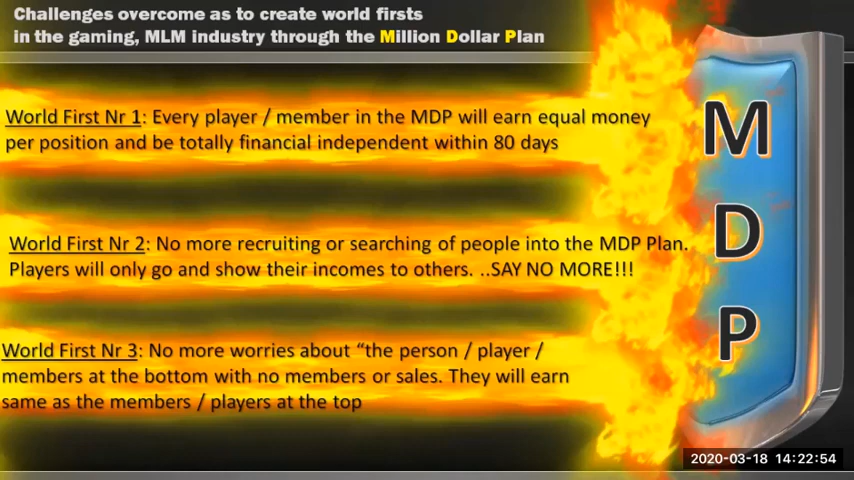 Challenges overcome as to create world firsts
in the gaming, MLM industry through the Million Dollar Plan
World First Nr 1: Every player / member in the MDP will earn equal money
per position and be totally financial independent within 80 days
World First Nr 2: No more recruiting or searching of people into the MDP Plan.
Players will only go and show their incomes to others. ..SAY NO MORE!!!
World First Nr 3: No more worries about “the person / player /
members at the bottom with no members or sales. They will earn
same as the members / players at the top
M
D
P
2020-03-18 14:22:54